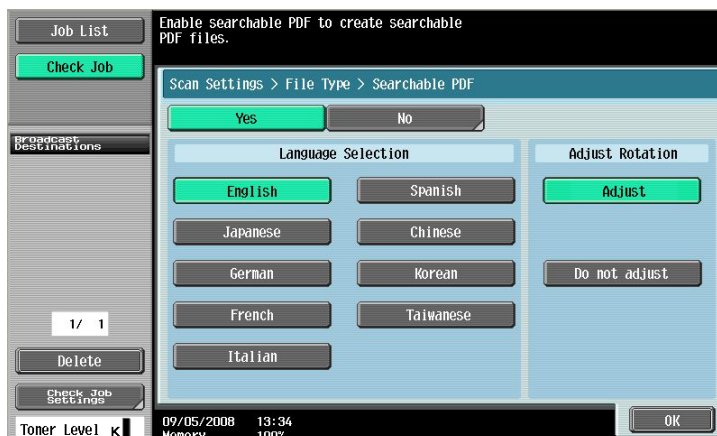 Job List
Check Job
Broadcast
Destinations
1/ 1
Delete
Check Job
Settings
Toner Level K
Enable searchable PDF to create searchable
PDF files.
Scan Settings > File Type > Searchable PDF
Yes
No
Language Selection
English
Spanish
Japanese
Chinese
German
Korean
French
Taiwanese
Italian
Adjust Rotation
Adjust
Do not adjust
09/05/2008 13:34
Memory 100%
OK